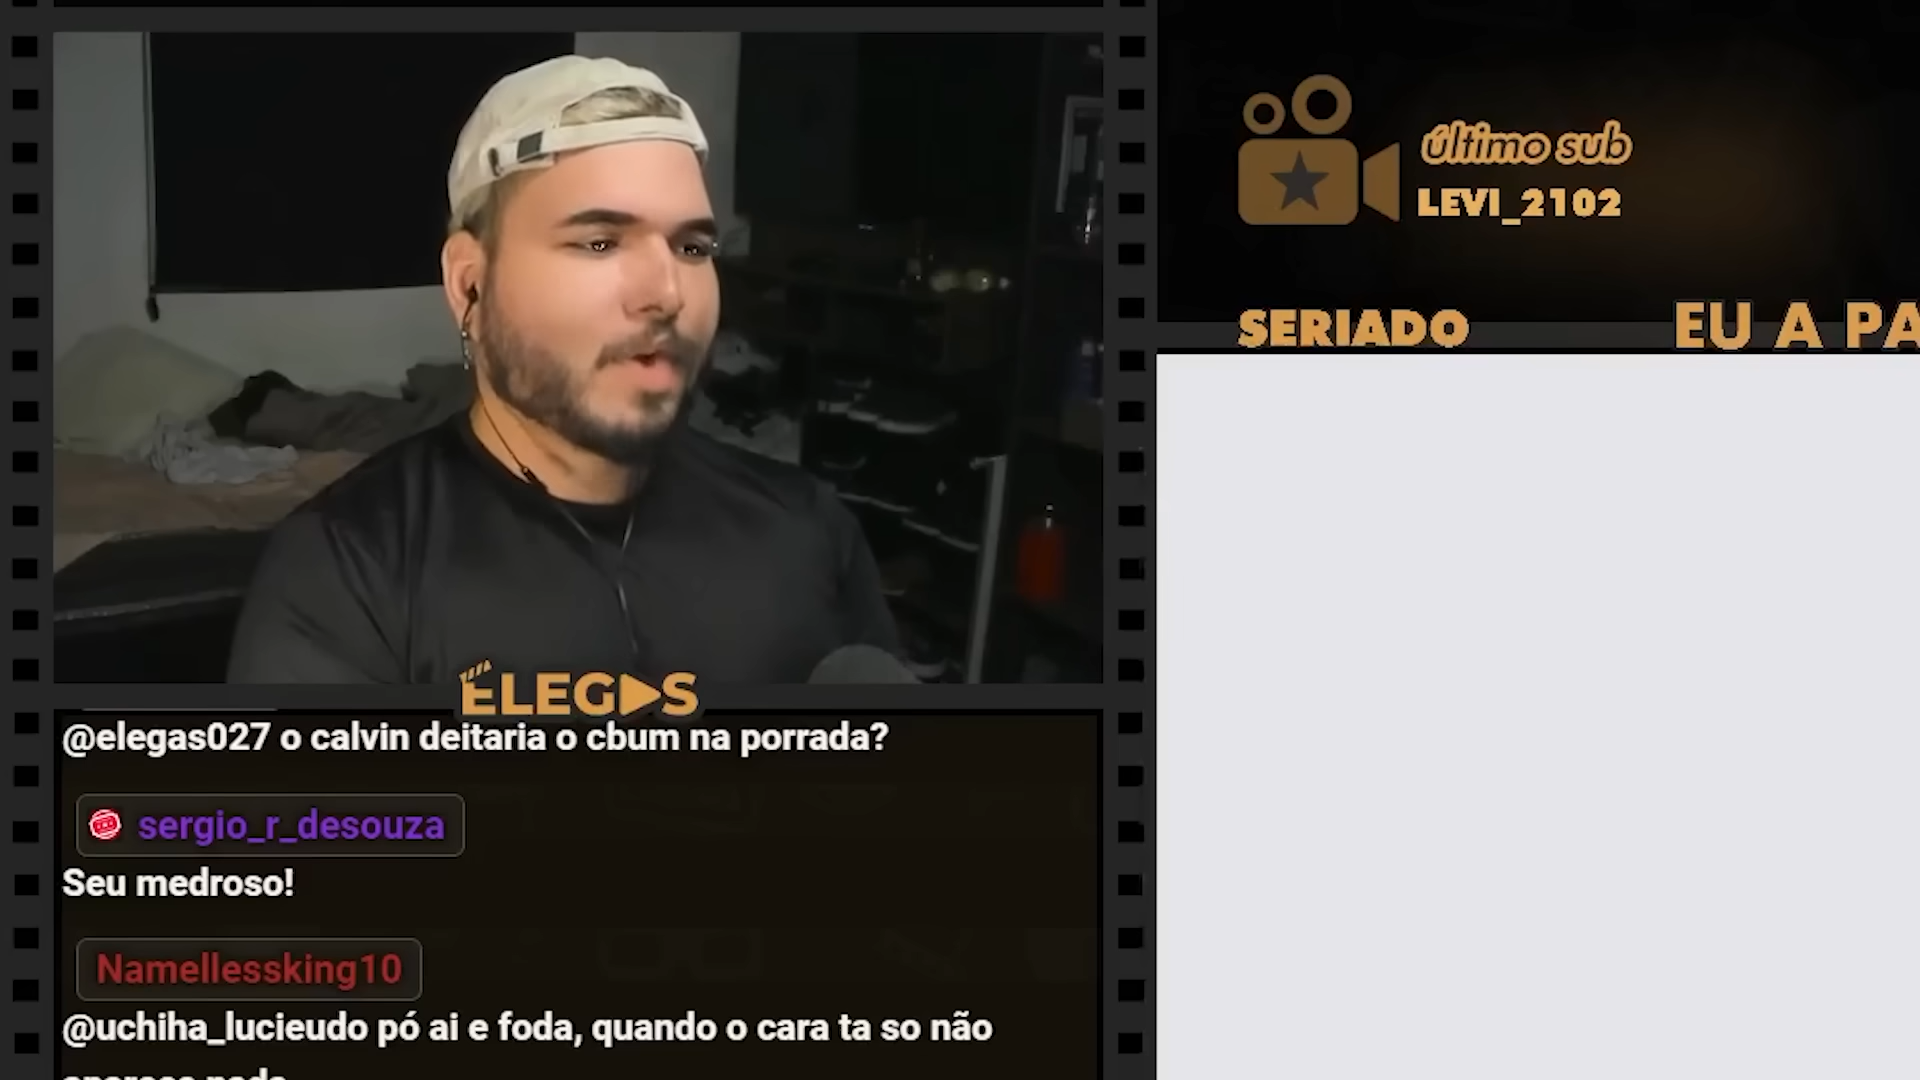 último sub
LEVI_2102
SERIADO
EU A PA
ELEGAS
@elegas027 o calvin deitaria o cbum na porrada?
sergio_r_desouza
Seu medroso!
Namellessking10
@uchiha_lucieudo pó ai e foda, quando o cara ta so não